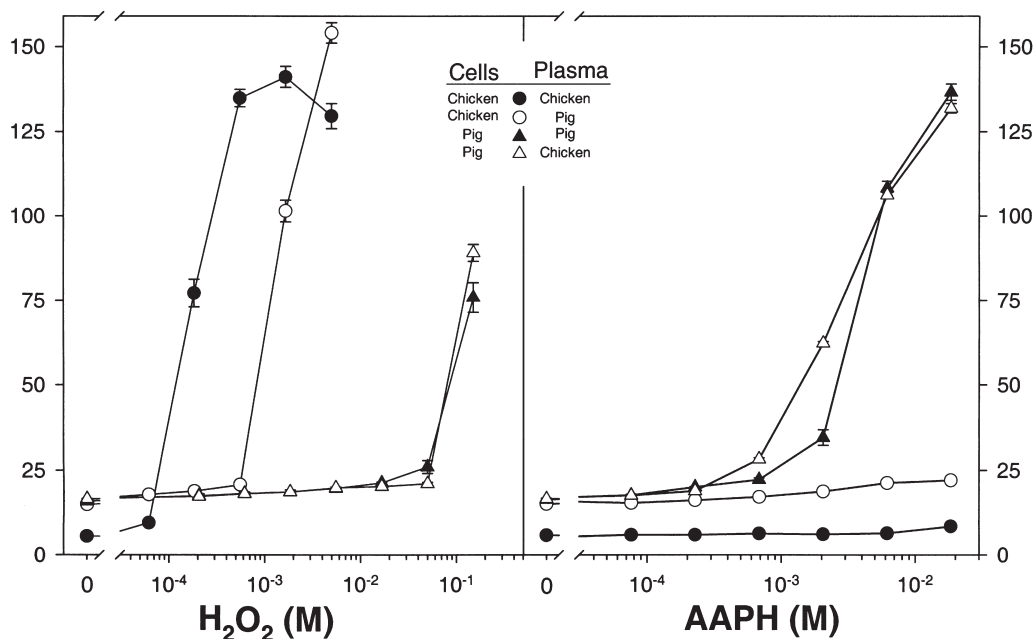 150
125
100
75
50
25
0
Cells Plasma
Chicken Chicken
Chicken Pig
Pig Pig
Pig Chicken
150
125
100
75
50
25
0
0 10⁻⁴ 10⁻³ 10⁻² 10⁻¹
H₂O₂ (M)
0 10⁻⁴ 10⁻³ 10⁻²
AAPH (M)